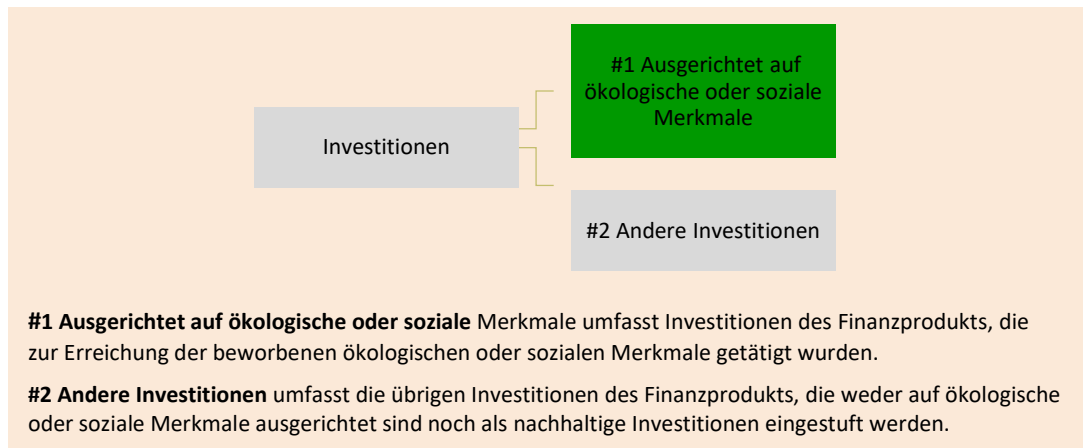 #1 Ausgerichtet auf
ökologische oder soziale
Merkmale
Investitionen
#2 Andere Investitionen
#1 Ausgerichtet auf ökologische oder soziale Merkmale umfasst Investitionen des Finanzprodukts, die
zur Erreichung der beworbenen ökologischen oder sozialen Merkmale getätigt wurden.
#2 Andere Investitionen umfasst die übrigen Investitionen des Finanzprodukts, die weder auf ökologische
oder soziale Merkmale ausgerichtet sind noch als nachhaltige Investitionen eingestuft werden.